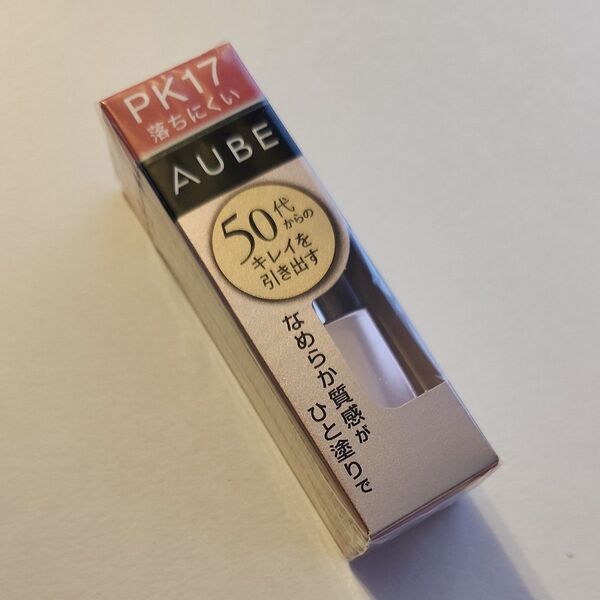 PK17
落ちにくい
AUBE
50代
からの
キレイを
引き出す
なめらか質感が
ひと塗りで